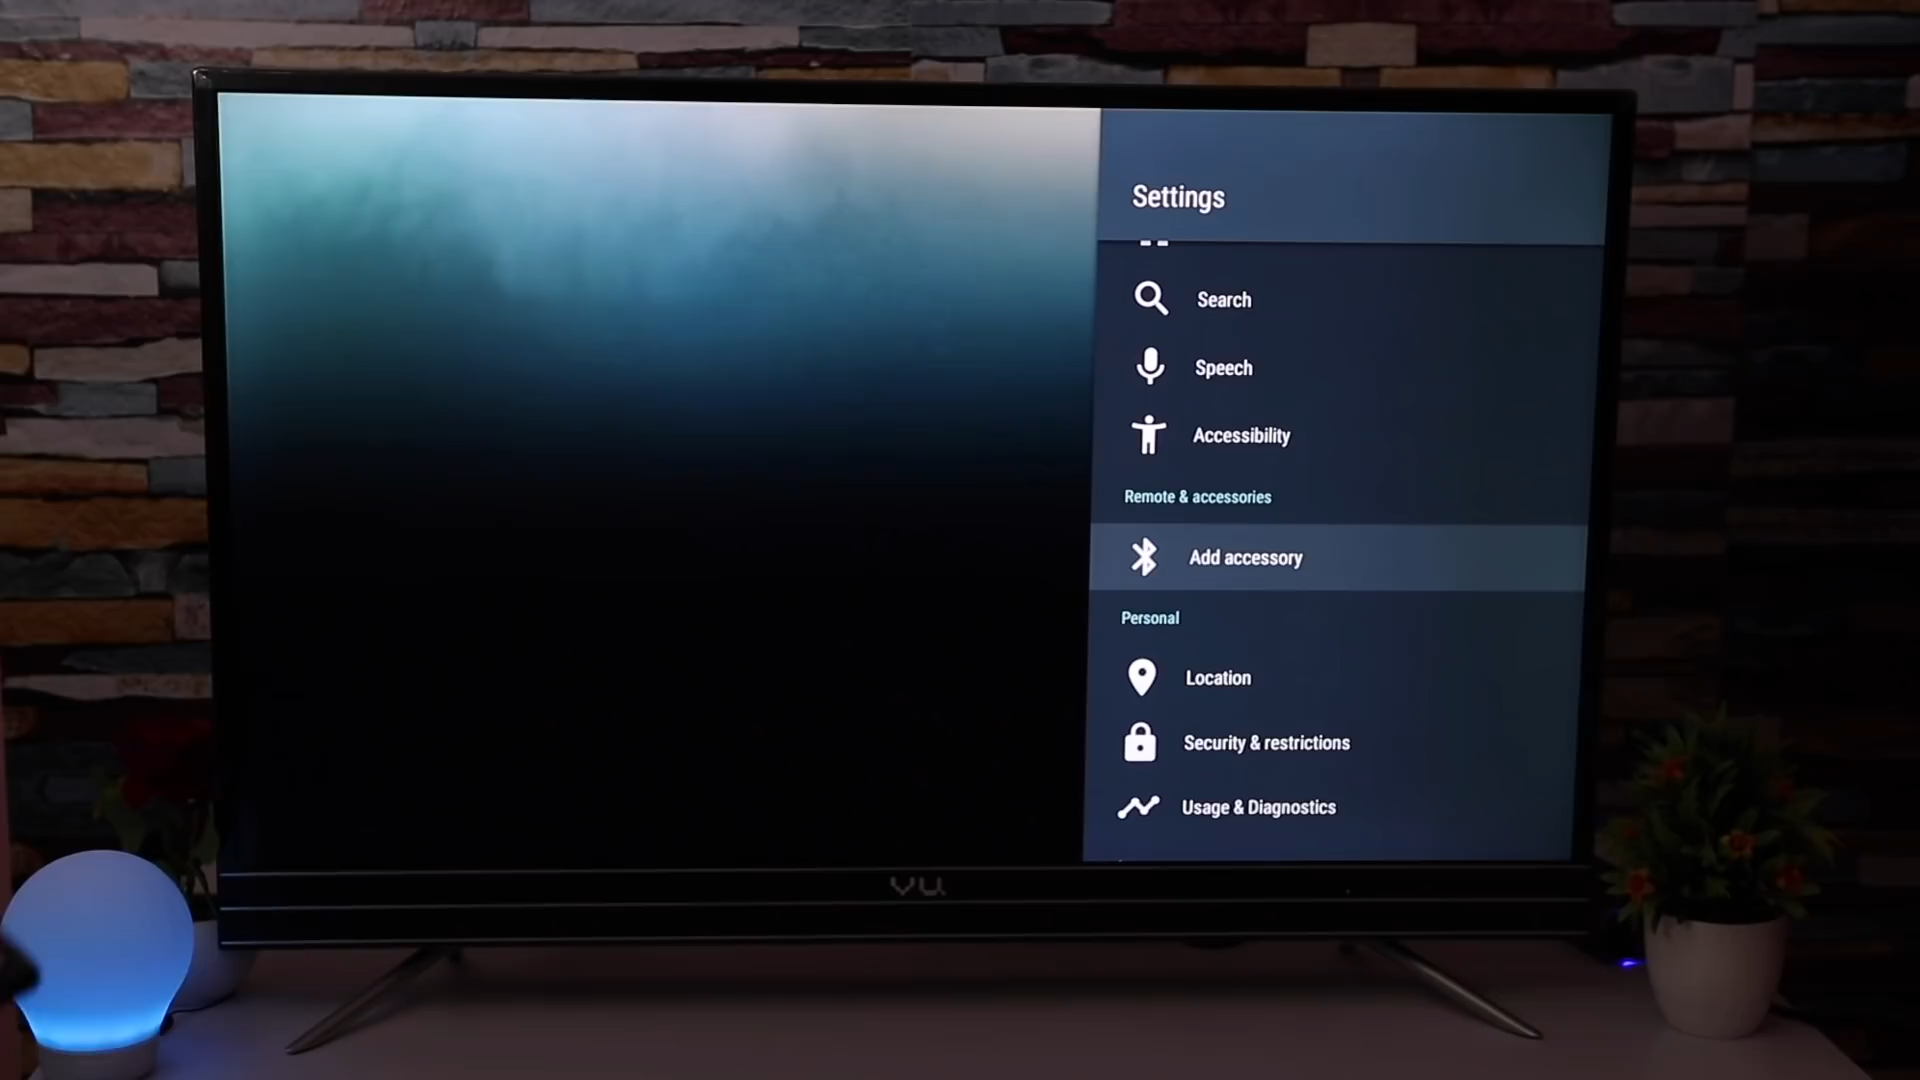 Settings
Search
Speech
Accessibility
Remote & accessories
Add accessory
Personal
Location
Security & restrictions
Usage & Diagnostics
vu